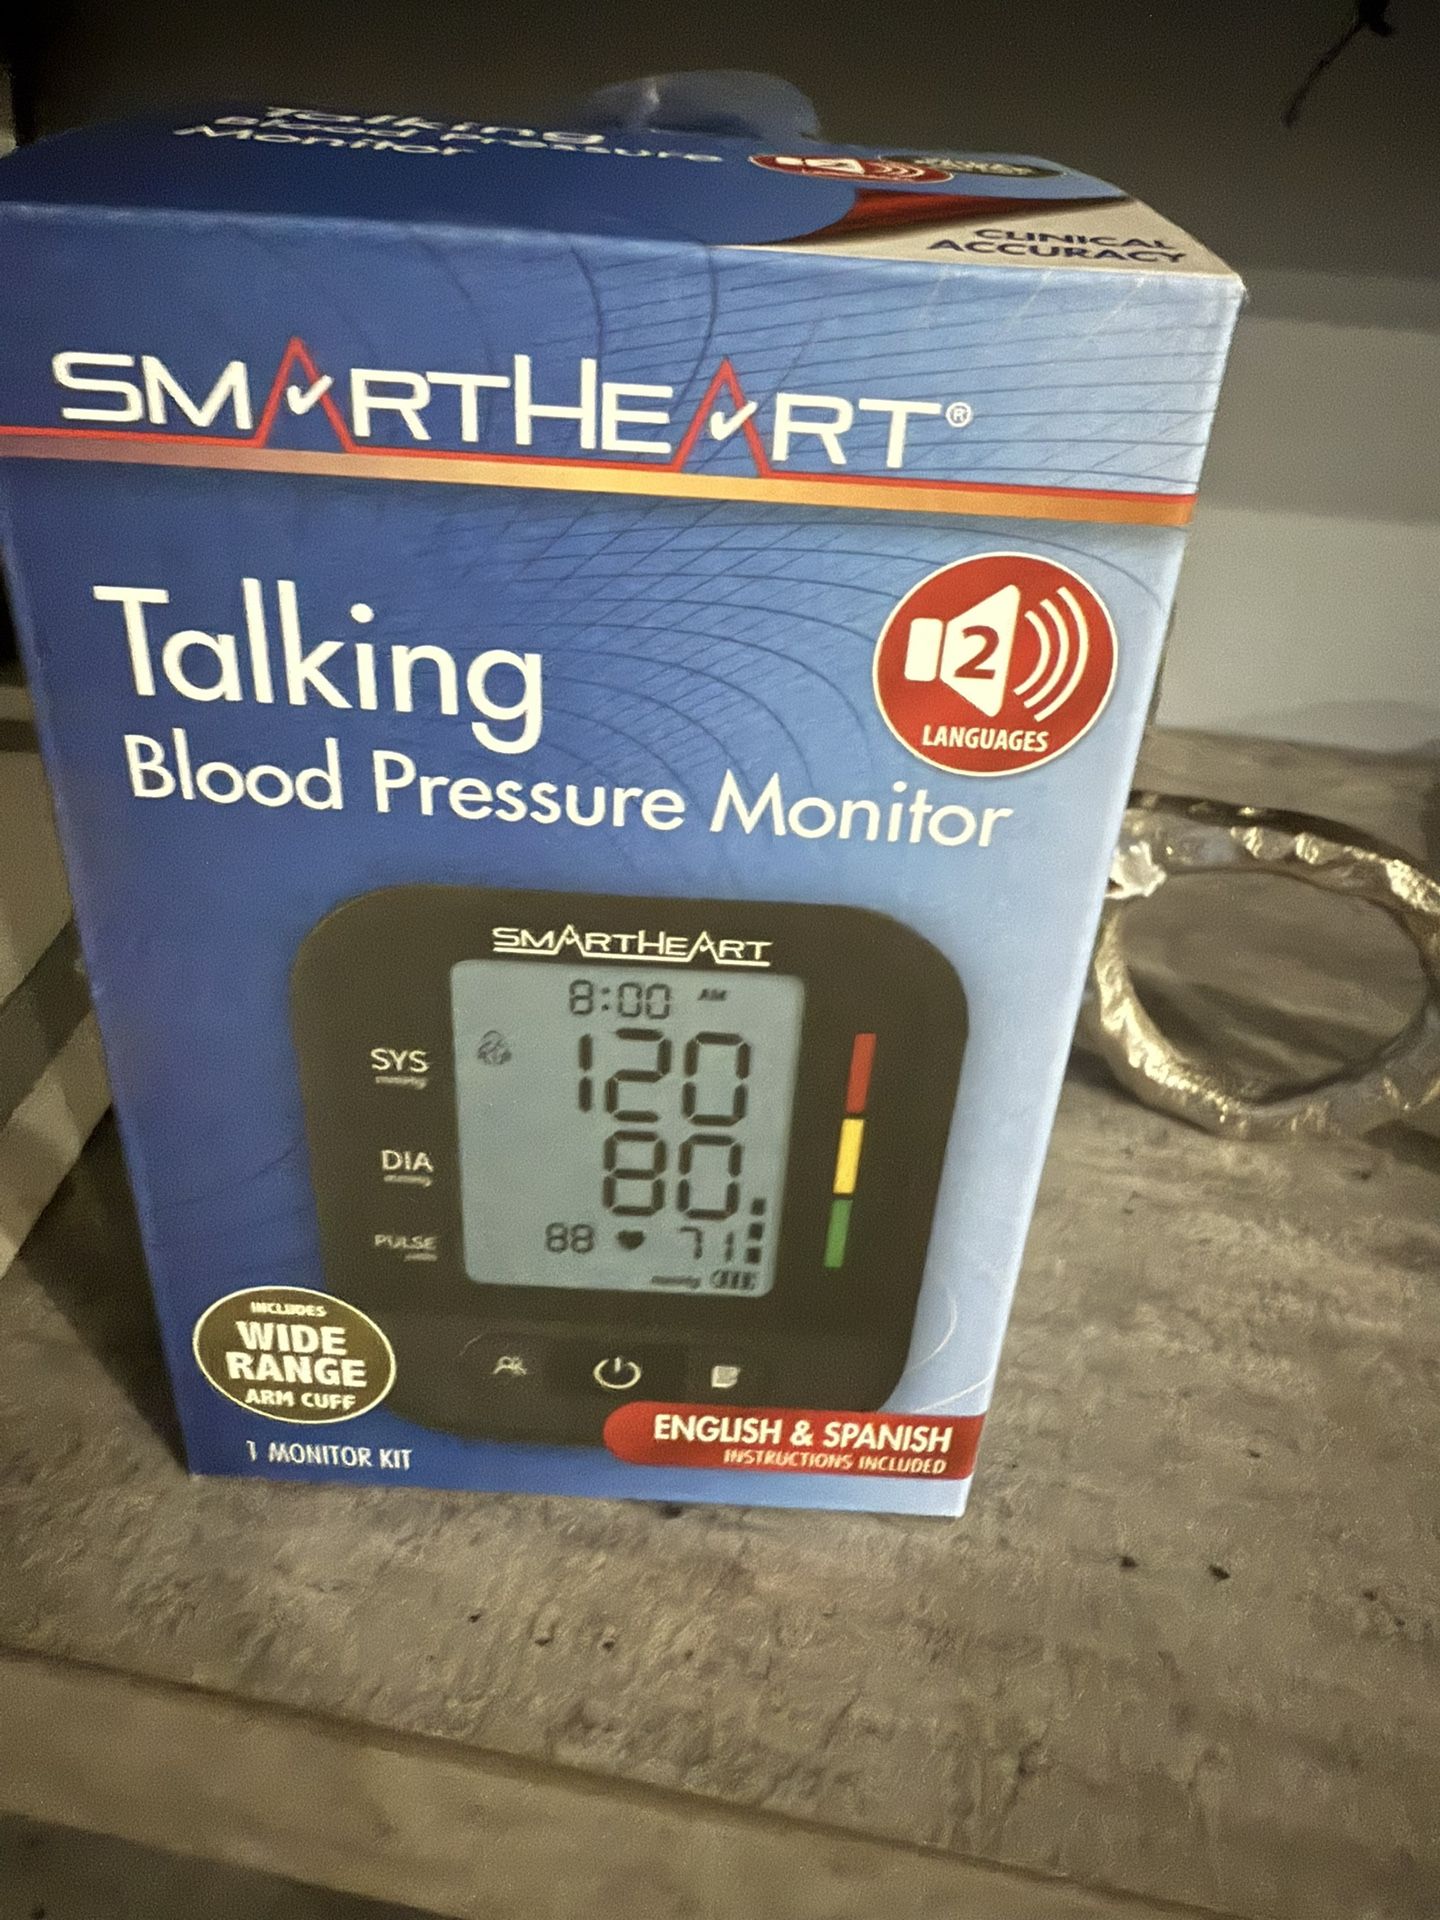 Talking
Blood Pressure
Monitor
CLINICAL
ACCURACY
SMARTHEART®
Talking
Blood Pressure Monitor
2
LANGUAGES
SMARTHEART
8:00 AM
SYS
120
DIA
80
PULSE
88 71
INCLUDES
WIDE
RANGE
ARM CUFF
1 MONITOR KIT
ENGLISH & SPANISH
INSTRUCTIONS INCLUDED